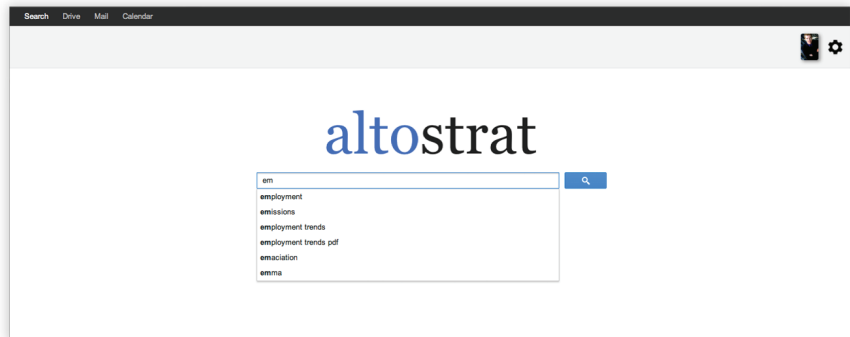 Search Drive Mail Calendar
altostrat
em
employment
emissions
employment trends
employment trends pdf
emaciation
emma